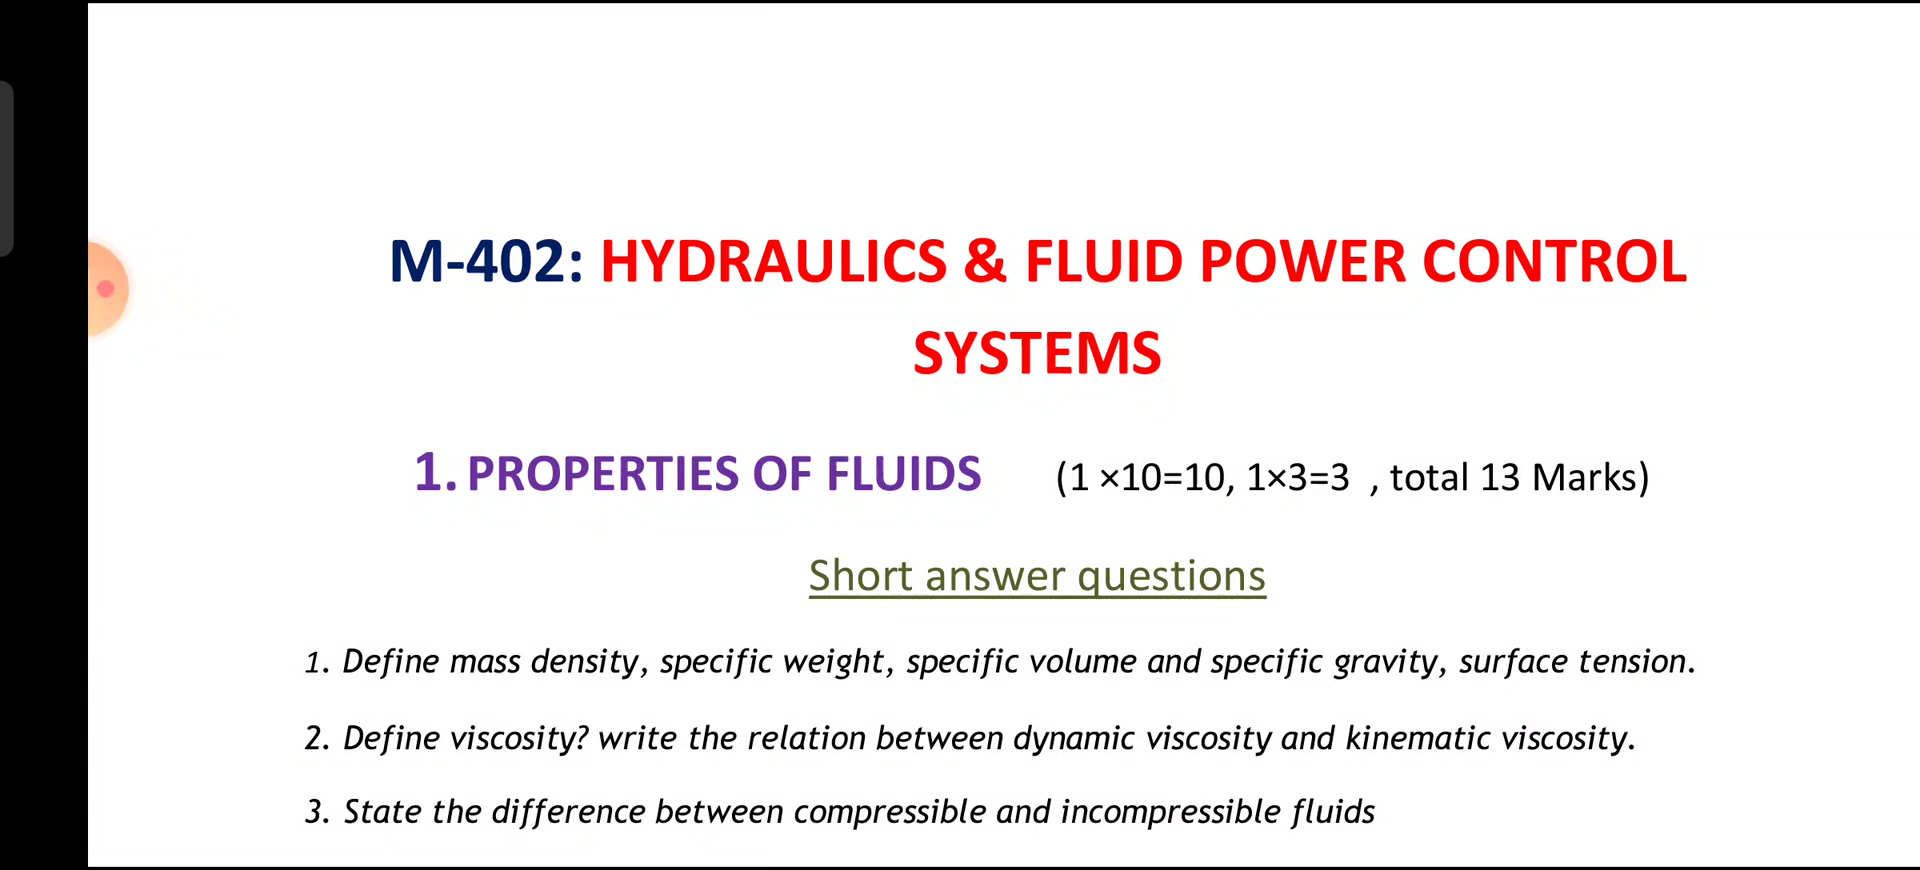 M-402: HYDRAULICS & FLUID POWER CONTROL
SYSTEMS
1. PROPERTIES OF FLUIDS (1 ×10=10, 1×3=3 , total 13 Marks)
Short answer questions
1. Define mass density, specific weight, specific volume and specific gravity, surface tension.
2. Define viscosity? write the relation between dynamic viscosity and kinematic viscosity.
3. State the difference between compressible and incompressible fluids